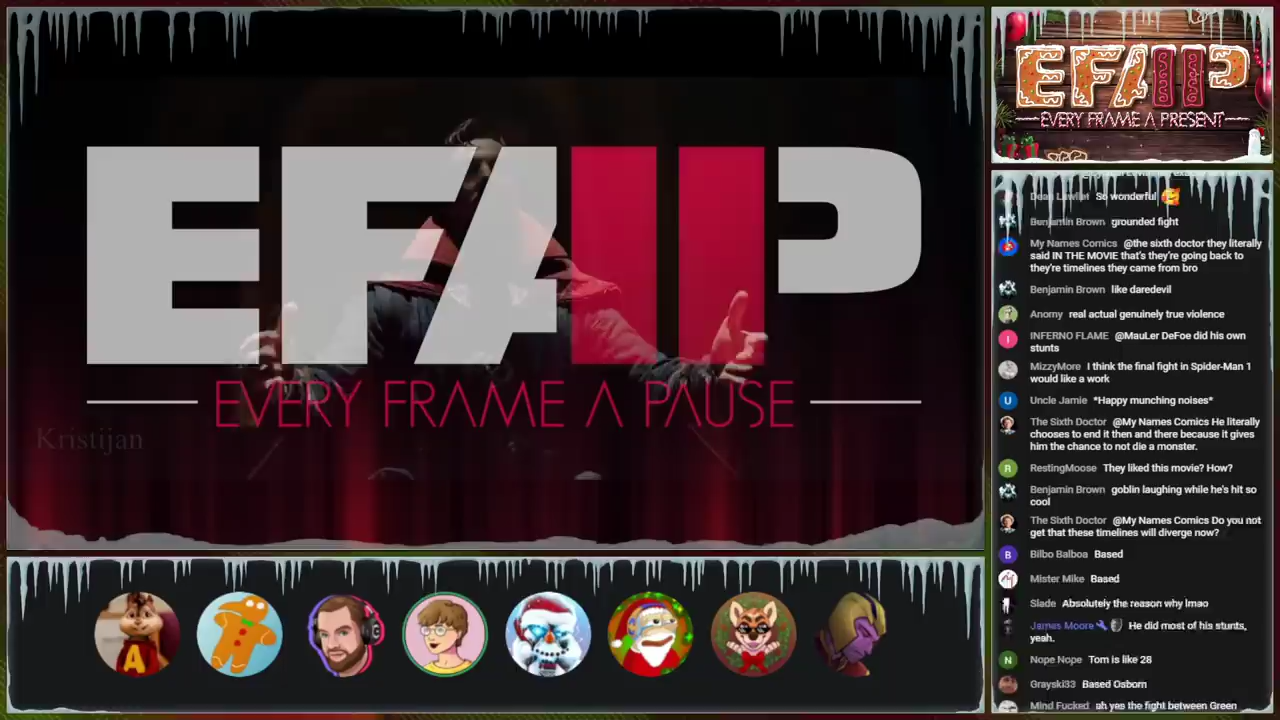 EFAP
EVERY FRAME A PAUSE
Kristijan
EFAP
EVERY FRAME A PRESENT
So wonderful
Benjamin Brown grounded fight
My Names Comics @the sixth doctor they literally
said IN THE MOVIE that's they're going back to
they're timelines they came from bro
Benjamin Brown like daredevil
Anomy real actual genuinely true violence
INFERNO FLAME @MauLer DeFoe did his own
stunts
MizzyMore I think the final fight in Spider-Man 1
would like a work
Uncle Jamie *Happy munching noises*
The Sixth Doctor @My Names Comics He literally
chooses to end it then and there because it gives
him the chance to not die a monster.
R
RestingMoose They liked this movie? How?
Benjamin Brown goblin laughing while he's hit so
cool
The Sixth Doctor @My Names Comics Do you not
get that these timelines will diverge now?
B
Bilbo Balboa Based
Mister Mike Based
Slade Absolutely the reason why lmao
James Moore He did most of his stunts,
yeah.
N
Nope Nope Tom is like 28
Grayski33 Based Osborn
Mind Fucked ah yes the fight between Green
I
U
A